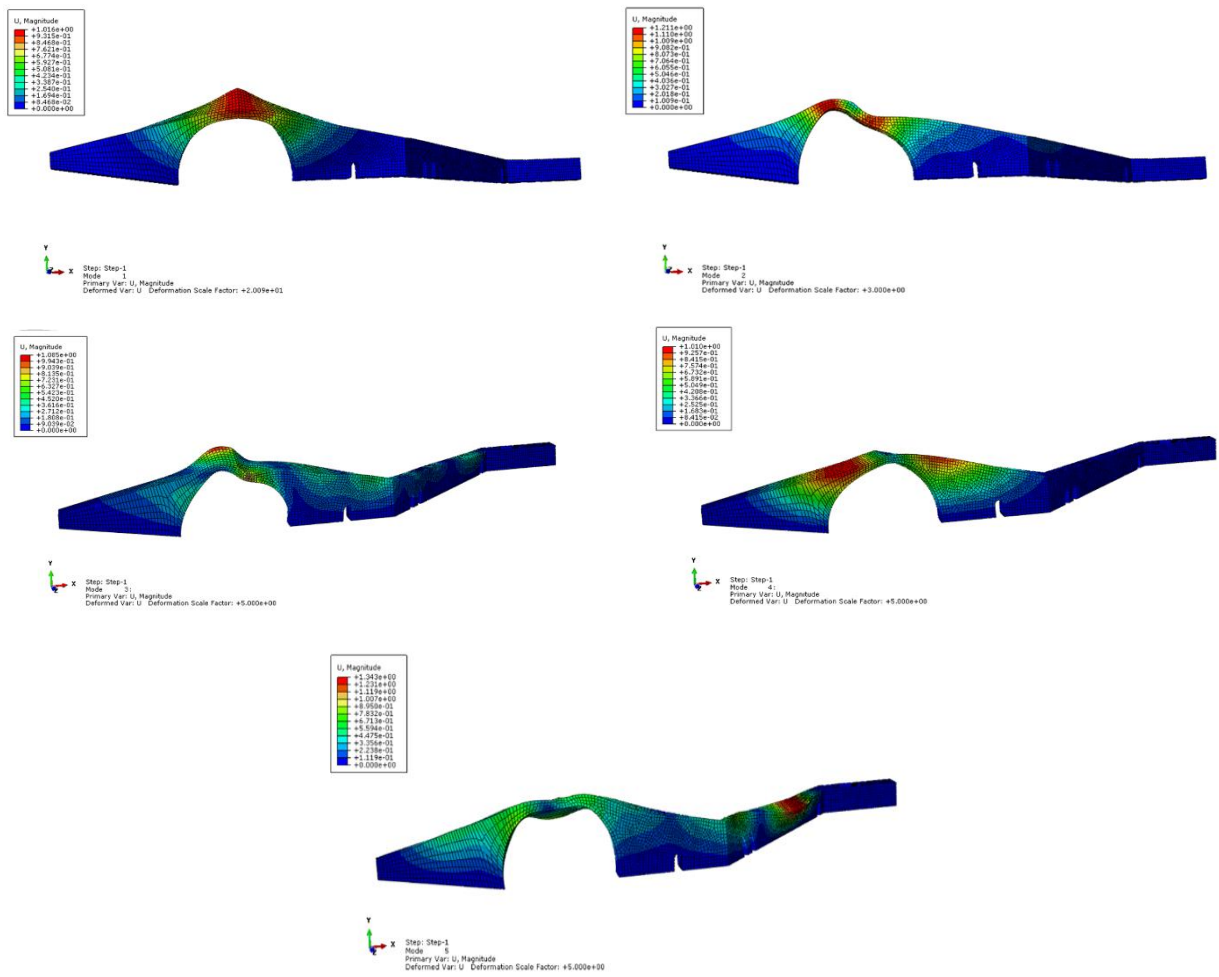 U, Magnitude
+1.016e+00
+9.315e-01
+8.468e-01
+7.621e-01
+6.774e-01
+5.927e-01
+5.081e-01
+4.234e-01
+3.387e-01
+2.540e-01
+1.694e-01
+8.468e-02
+0.000e+00
Y
X
Step: Step-1
Mode 1
Primary Var: U, Magnitude
Deformed Var: U Deformation Scale Factor: +2.009e+01
U, Magnitude
+1.211e+00
+1.110e+00
+1.009e+00
+9.082e-01
+8.073e-01
+7.064e-01
+6.055e-01
+5.046e-01
+4.036e-01
+3.027e-01
+2.018e-01
+1.009e-01
+0.000e+00
Y
X
Step: Step-1
Mode 2
Primary Var: U, Magnitude
Deformed Var: U Deformation Scale Factor: +3.000e+00
U, Magnitude
+1.085e+00
+9.943e-01
+9.039e-01
+8.135e-01
+7.231e-01
+6.327e-01
+5.423e-01
+4.520e-01
+3.616e-01
+2.712e-01
+1.808e-01
+9.039e-02
+0.000e+00
Y
X
Z
Step: Step-1
Mode 3:
Primary Var: U, Magnitude
Deformed Var: U Deformation Scale Factor: +5.000e+00
U, Magnitude
+1.010e+00
+9.257e-01
+8.415e-01
+7.574e-01
+6.732e-01
+5.891e-01
+5.049e-01
+4.208e-01
+3.366e-01
+2.525e-01
+1.683e-01
+8.415e-02
+0.000e+00
Y
X
Z
Step: Step-1
Mode 4:
Primary Var: U, Magnitude
Deformed Var: U Deformation Scale Factor: +5.000e+00
U, Magnitude
+1.343e+00
+1.231e+00
+1.119e+00
+1.007e+00
+8.950e-01
+7.832e-01
+6.713e-01
+5.594e-01
+4.475e-01
+3.356e-01
+2.238e-01
+1.119e-01
+0.000e+00
Y
X
Z
Step: Step-1
Mode 5
Primary Var: U, Magnitude
Deformed Var: U Deformation Scale Factor: +5.000e+00